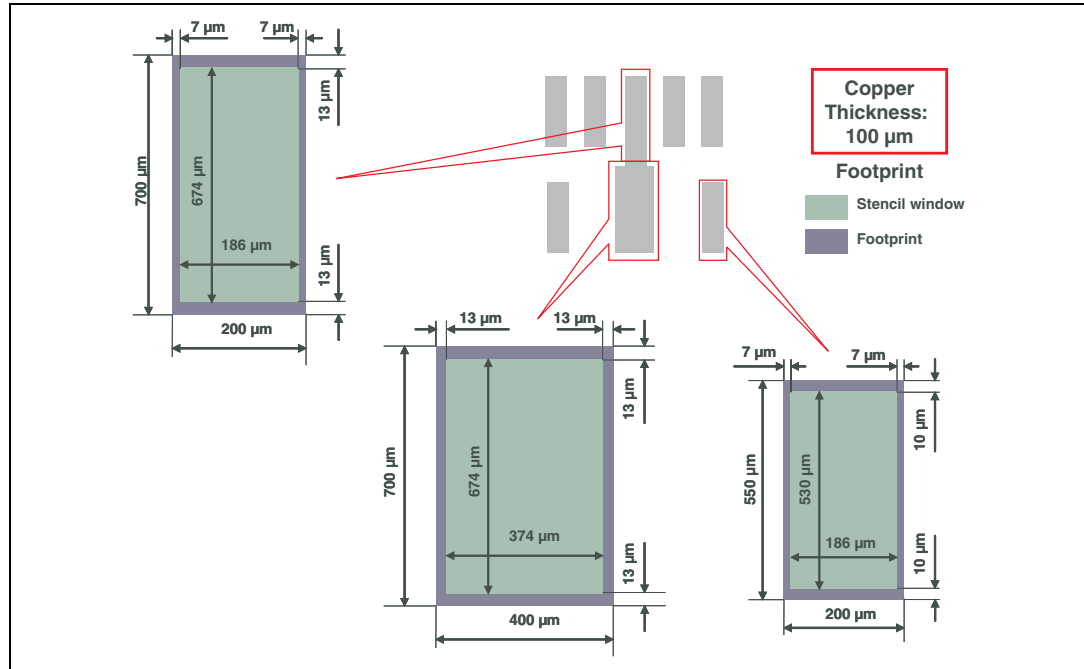 7 µm
7 µm
13 µm
700 µm
674 µm
186 µm
13 µm
200 µm
Copper
Thickness:
100 µm
Footprint
Stencil window
Footprint
13 µm
13 µm
13 µm
700 µm
674 µm
374 µm
13 µm
400 µm
7 µm
7 µm
10 µm
550 µm
530 µm
186 µm
10 µm
200 µm